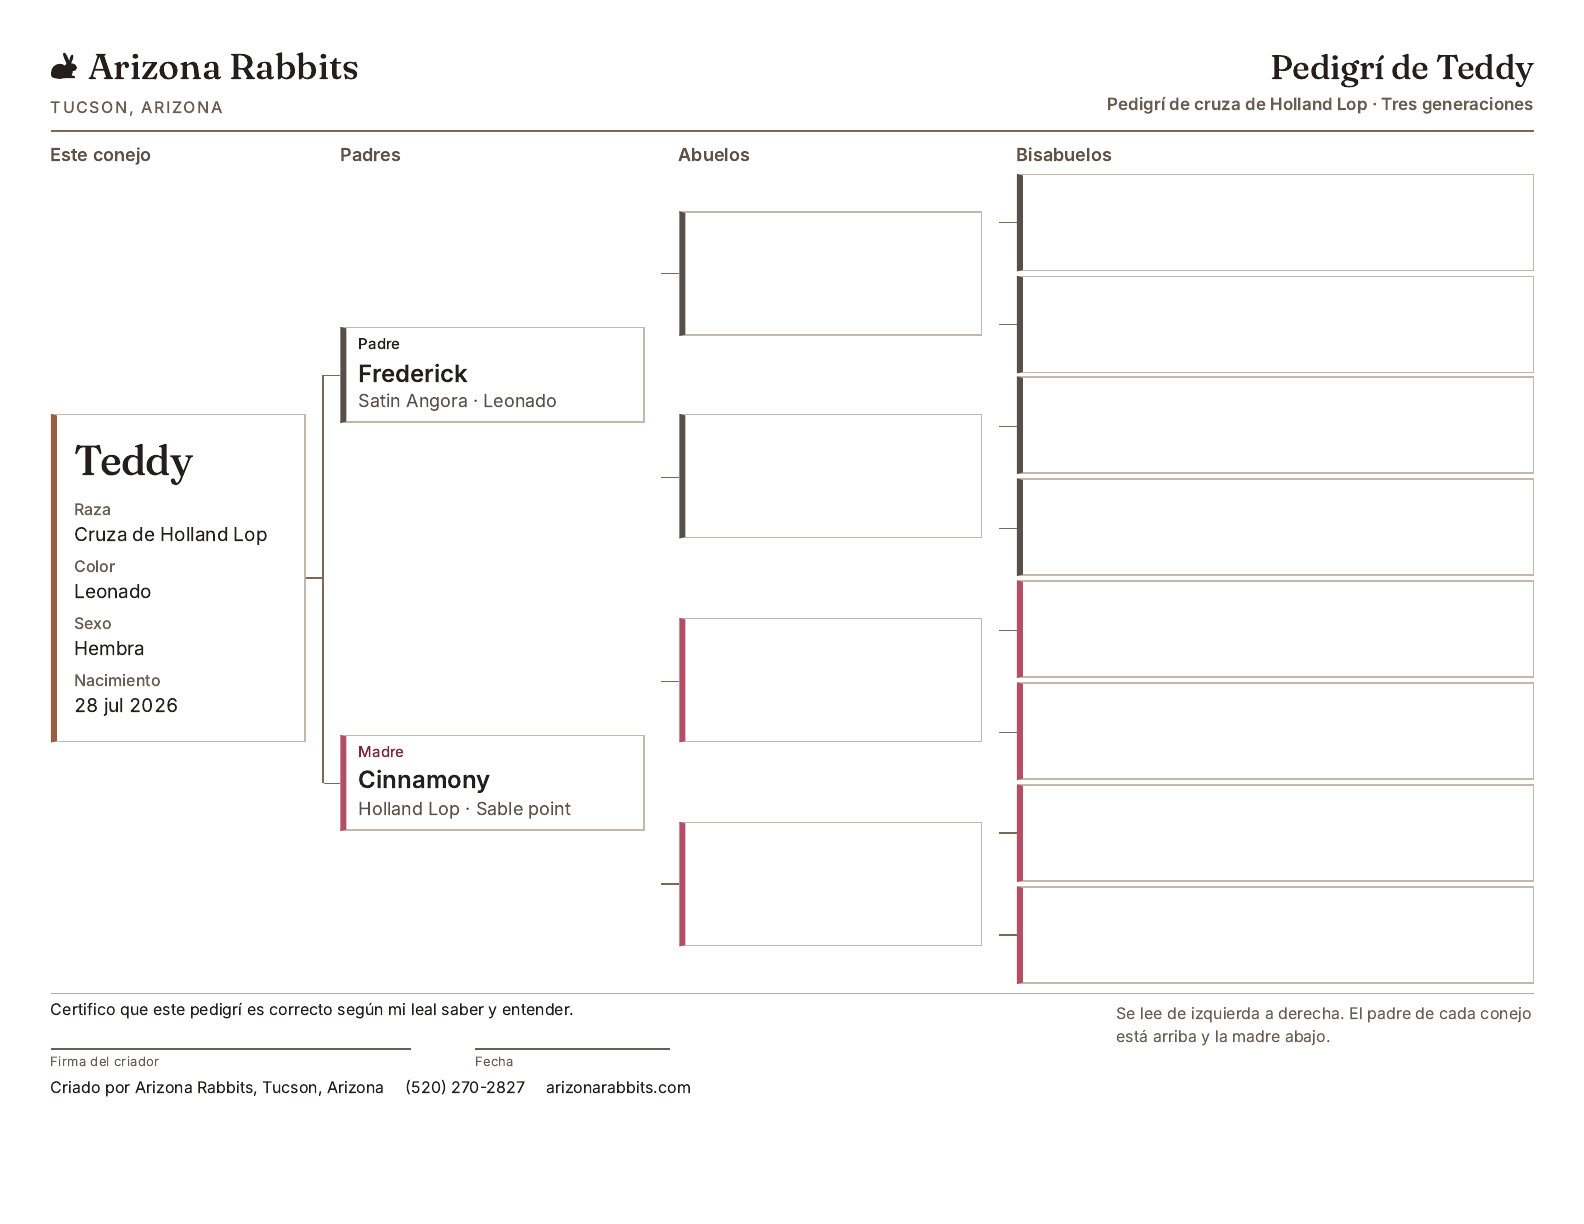 Arizona Rabbits
TUCSON, ARIZONA
Pedigrí de Teddy
Pedigrí de cruza de Holland Lop · Tres generaciones
Este conejo
Padres
Abuelos
Bisabuelos
Teddy
Raza
Cruza de Holland Lop
Color
Leonado
Sexo
Hembra
Nacimiento
28 jul 2026
Padre
Frederick
Satin Angora · Leonado
Madre
Cinnamony
Holland Lop · Sable point
Certifico que este pedigrí es correcto según mi leal saber y entender.
Firma del criador
Fecha
Criado por Arizona Rabbits, Tucson, Arizona (520) 270-2827 arizonarabbits.com
Se lee de izquierda a derecha. El padre de cada conejo
está arriba y la madre abajo.